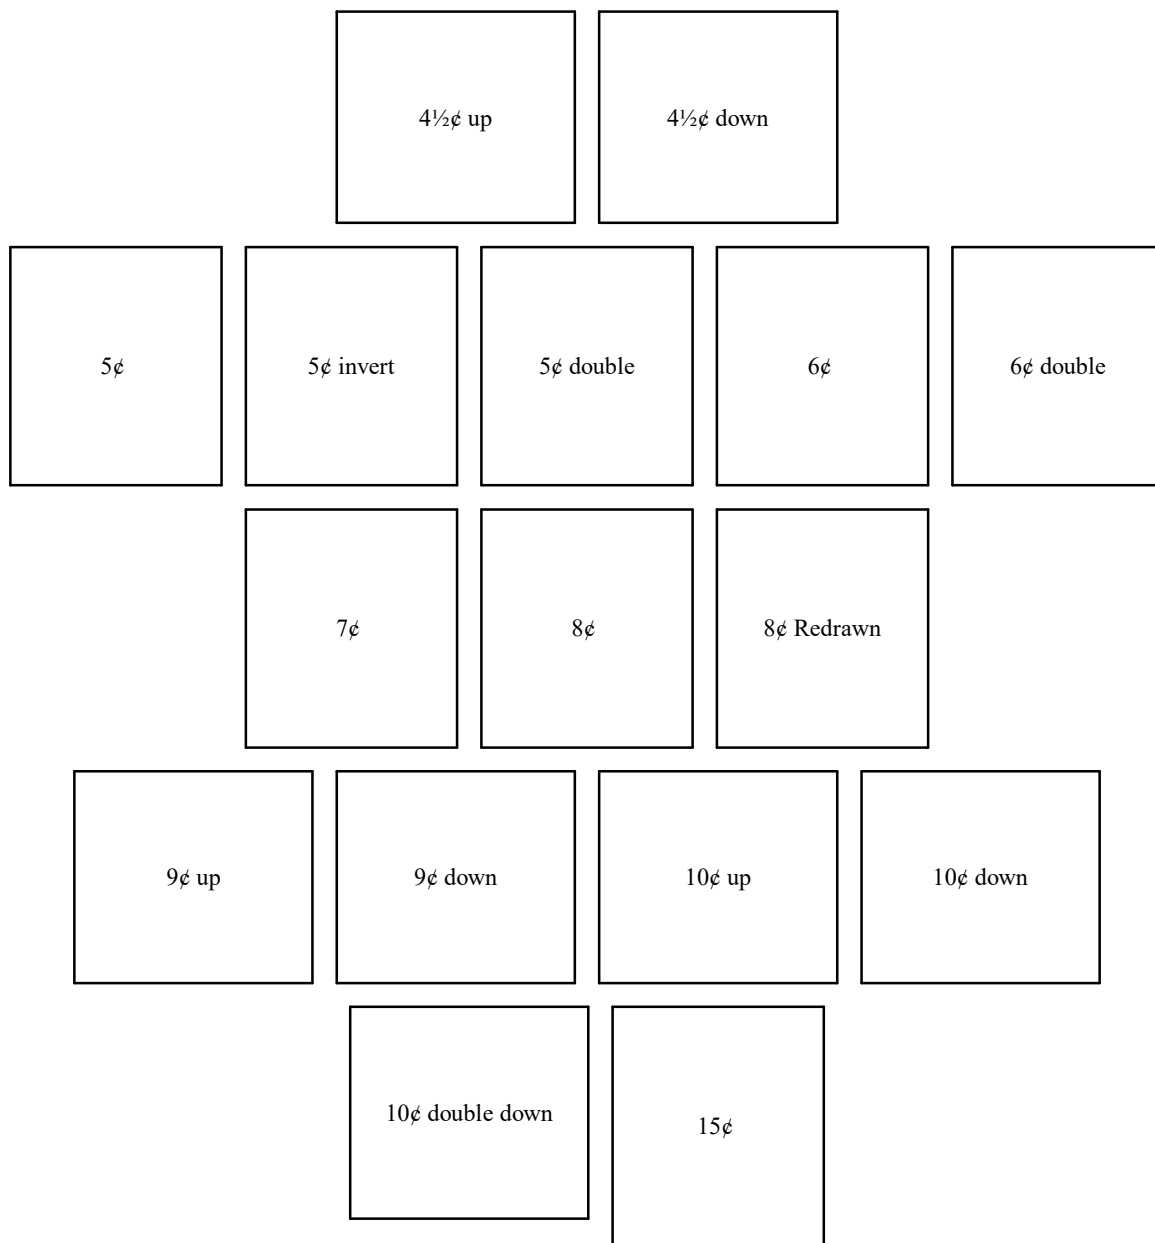 4½¢ up
4½¢ down
5¢
5¢ invert
5¢ double
6¢
6¢ double
7¢
8¢
8¢ Redrawn
9¢ up
9¢ down
10¢ up
10¢ down
10¢ double down
15¢